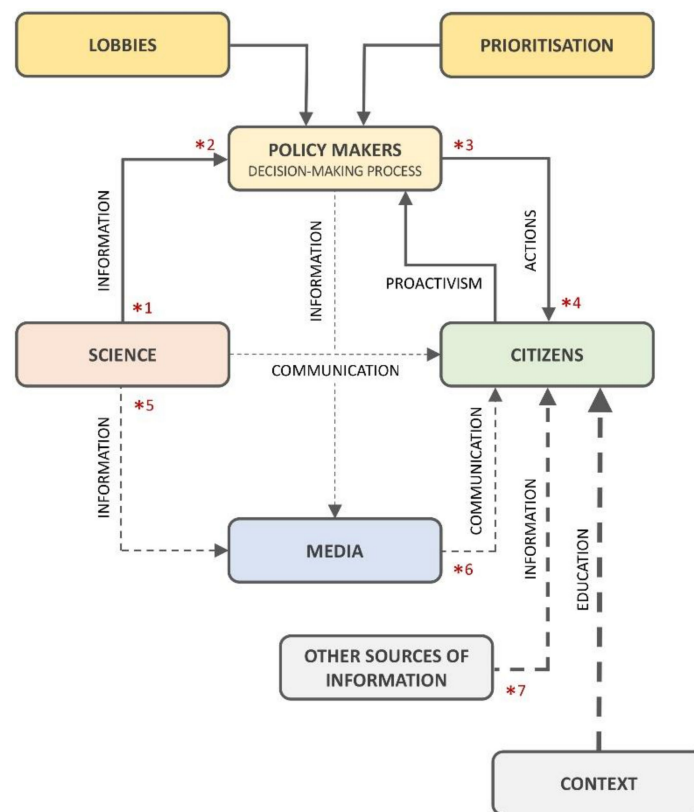 LOBBIES
PRIORITISATION
*2
POLICY MAKERS
DECISION-MAKING PROCESS
*3
INFORMATION
INFORMATION
PROACTIVISM
ACTIONS
*1
*4
SCIENCE
COMMUNICATION
CITIZENS
*5
INFORMATION
COMMUNICATION
INFORMATION
EDUCATION
MEDIA
*6
OTHER SOURCES OF
INFORMATION
*7
CONTEXT